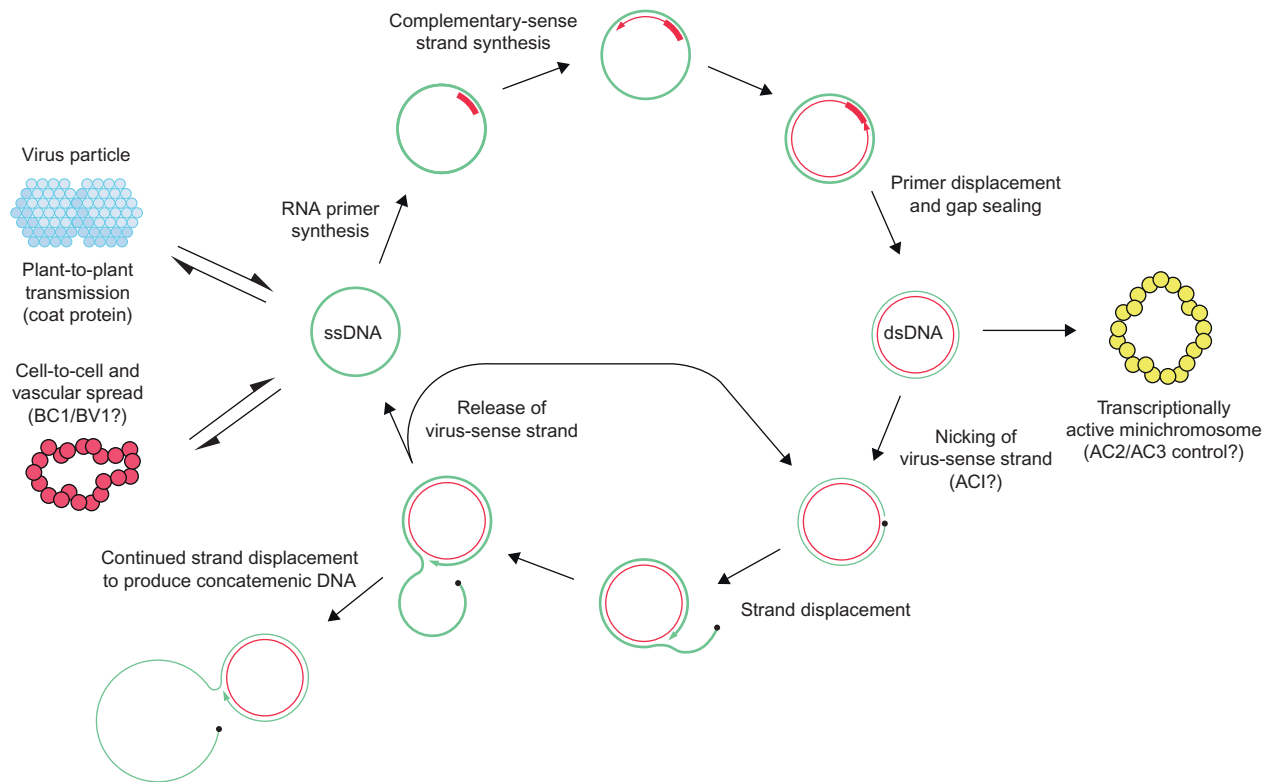 Complementary-sense
strand synthesis
Virus particle
RNA primer
synthesis
Primer displacement
and gap sealing
Plant-to-plant
transmission
(coat protein)
ssDNA
dsDNA
Cell-to-cell and
vascular spread
(BC1/BV1?)
Release of
virus-sense strand
Nicking of
virus-sense strand
(ACI?)
Transcriptionally
active minichromosome
(AC2/AC3 control?)
Continued strand displacement
to produce concatemenic DNA
Strand displacement